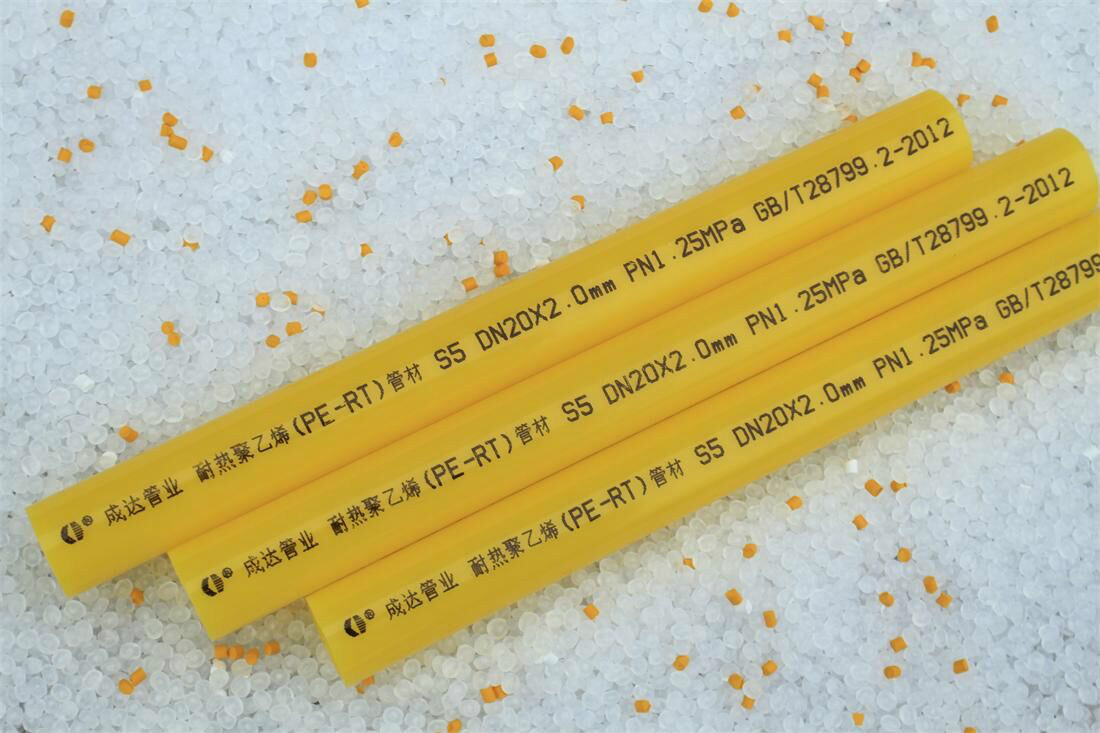 ® 成达管业 耐热聚乙烯(PE-RT)管材 S5 DN20X2.0mm PN1.25MPa GB/T28799.2-2012
® 成达管业 耐热聚乙烯(PE-RT)管材 S5 DN20X2.0mm PN1.25MPa GB/T28799.2-2012
® 成达管业 耐热聚乙烯(PE-RT)管材 S5 DN20X2.0mm PN1.25MPa GB/T28799